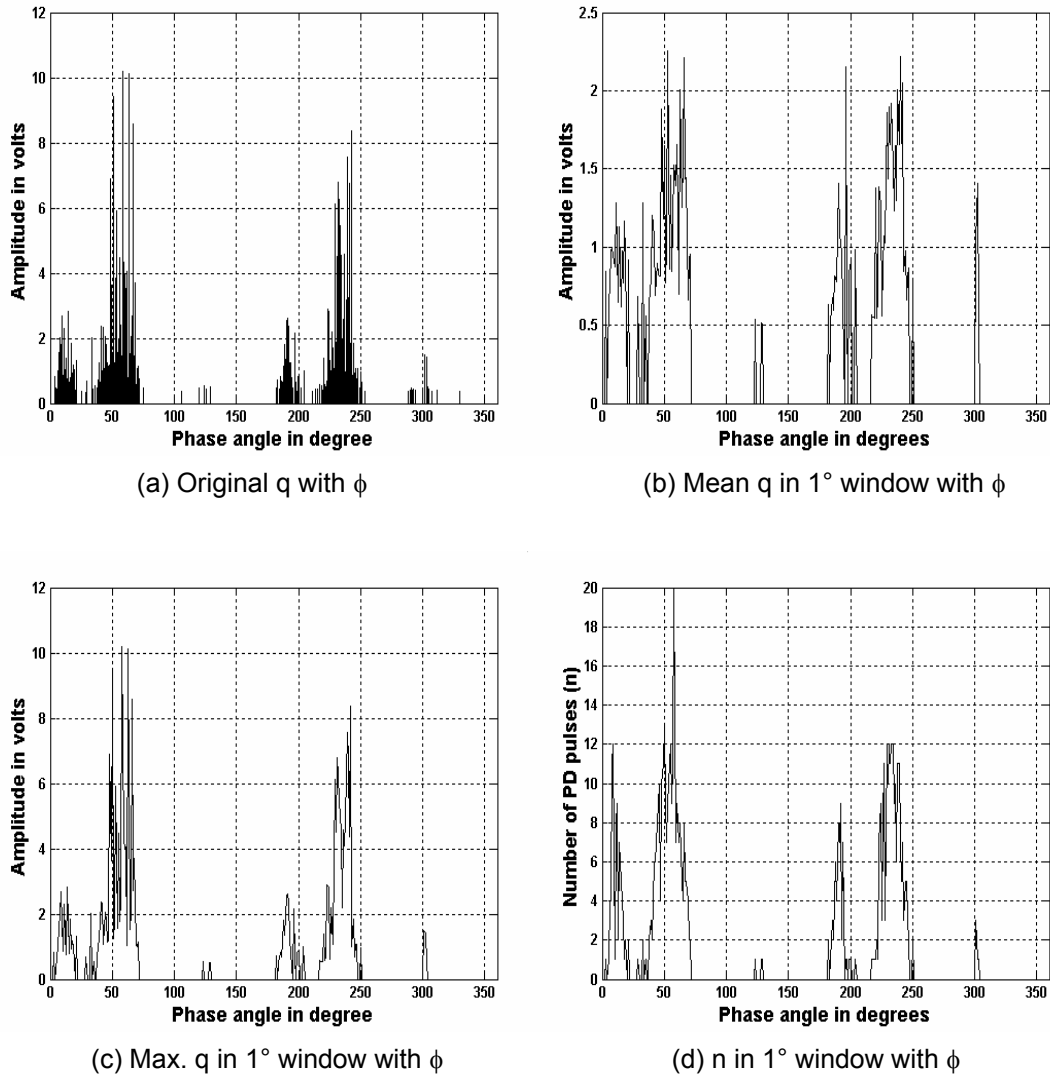 12
10
8
6
4
2
0
0 50 100 150 200 250 300 350
Amplitude in volts
Phase angle in degree
(a) Original q with ϕ
2.5
2
1.5
1
0.5
0
0 50 100 150 200 250 300 350
Amplitude in volts
Phase angle in degrees
(b) Mean q in 1° window with ϕ
12
10
8
6
4
2
0
0 50 100 150 200 250 300 350
Amplitude in volts
Phase angle in degree
(c) Max. q in 1° window with ϕ
20
18
16
14
12
10
8
6
4
2
0
0 50 100 150 200 250 300 350
Number of PD pulses (n)
Phase angle in degrees
(d) n in 1° window with ϕ